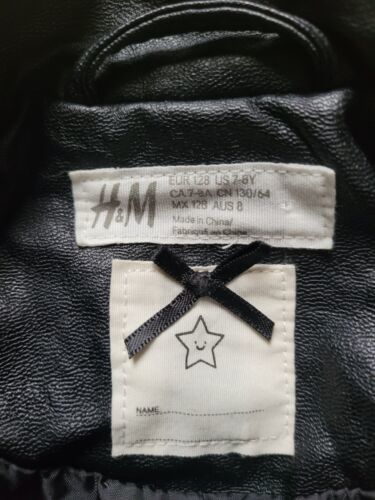 H&M
EUR 128 US 7-8Y
CA 7-8A CN 130/64
MX 128 AUS 8
Made in China/
Fabriqué en Chine
NAME